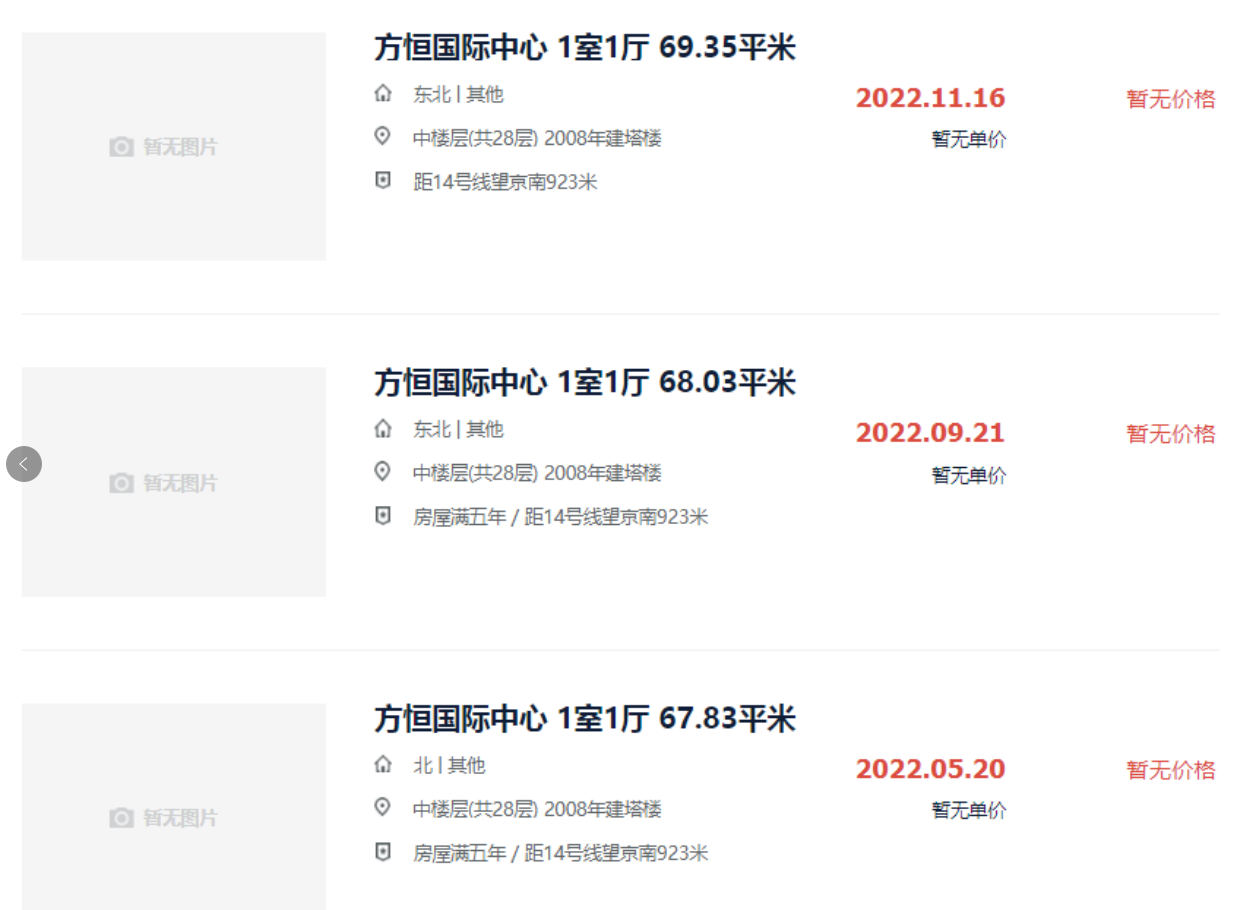 方恒国际中心 1室1厅 69.35平米
东北 | 其他
2022.11.16
暂无价格
中楼层(共28层) 2008年建塔楼
暂无单价
暂无图片
距14号线望京南923米
方恒国际中心 1室1厅 68.03平米
东北 | 其他
2022.09.21
暂无价格
中楼层(共28层) 2008年建塔楼
暂无单价
暂无图片
房屋满五年 / 距14号线望京南923米
方恒国际中心 1室1厅 67.83平米
北 | 其他
2022.05.20
暂无价格
中楼层(共28层) 2008年建塔楼
暂无单价
暂无图片
房屋满五年 / 距14号线望京南923米